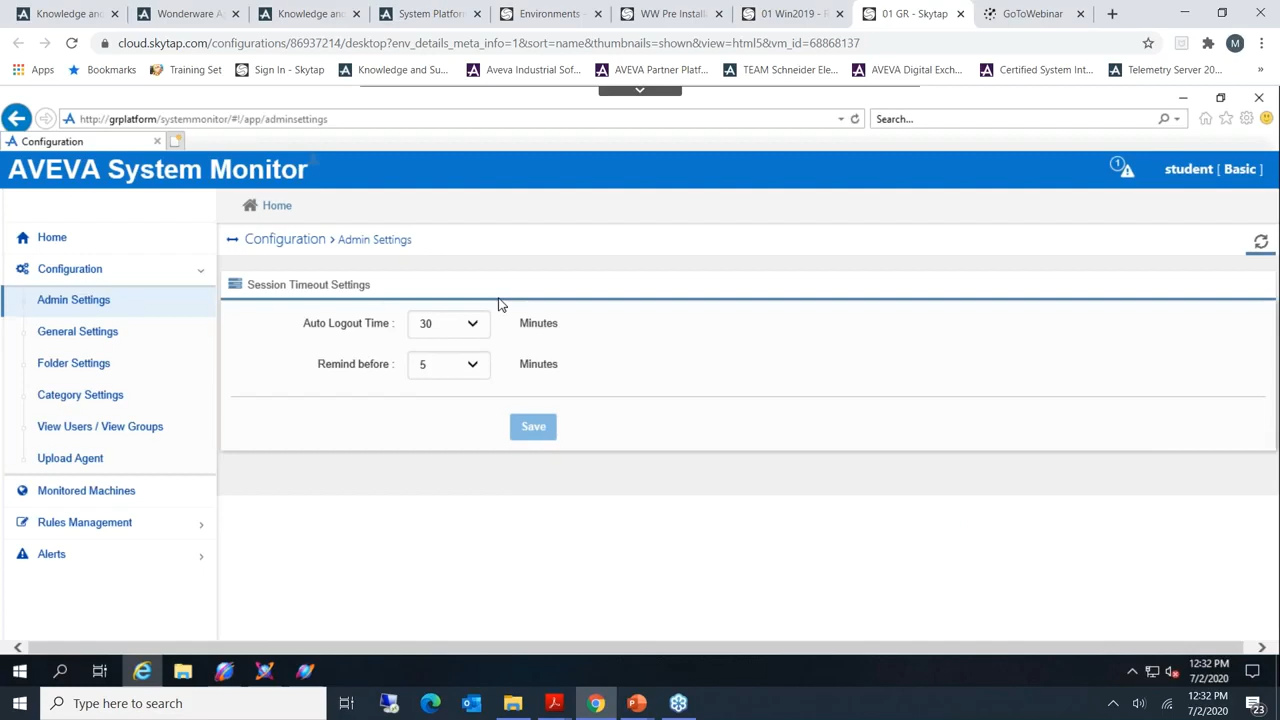 Knowledge and
Wonderware A
Knowledge and
System Platfor
Environments -
WW Pre Install
01 Win2019 - R
01 GR - Skytap
GoToWebinar
cloud.skytap.com/configurations/86937214/desktop?env_details_meta_info=1&sort=name&thumbnails=shown&view=html5&vm_id=68868137
M
Apps
Bookmarks
Training Set
Sign In - Skytap
Knowledge and Su...
Aveva Industrial Sof...
AVEVA Partner Platf...
TEAM Schneider Ele...
AVEVA Digital Exch...
Certified System Int...
Telemetry Server 20...
»
http://grplatform/systemmonitor/#!/app/adminsettings
Search...
Configuration
AVEVA System Monitor
1
student [ Basic ]
Home
Home
Configuration > Admin Settings
Configuration
Session Timeout Settings
Admin Settings
Auto Logout Time : 30 Minutes
General Settings
Folder Settings
Remind before : 5 Minutes
Category Settings
View Users / View Groups
Save
Upload Agent
Monitored Machines
Rules Management
Alerts
12:32 PM
7/2/2020
Type here to search
12:32 PM
7/2/2020
23